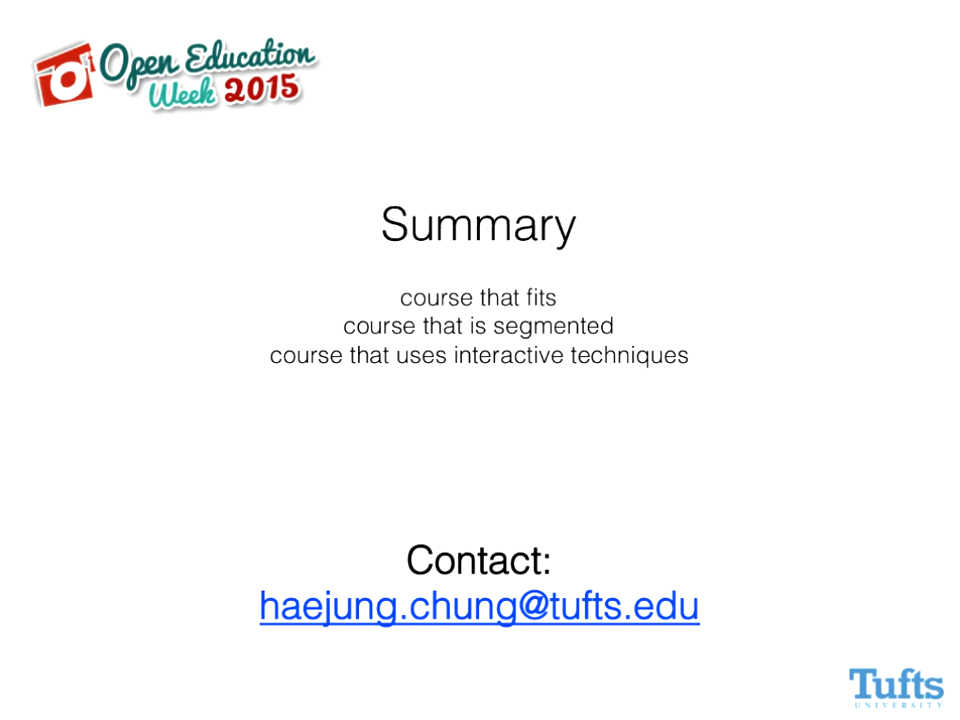 Open Education
Week 2015
Summary
course that fits
course that is segmented
course that uses interactive techniques
Contact:
haejung.chung@tufts.edu
Tufts
UNIVERSITY